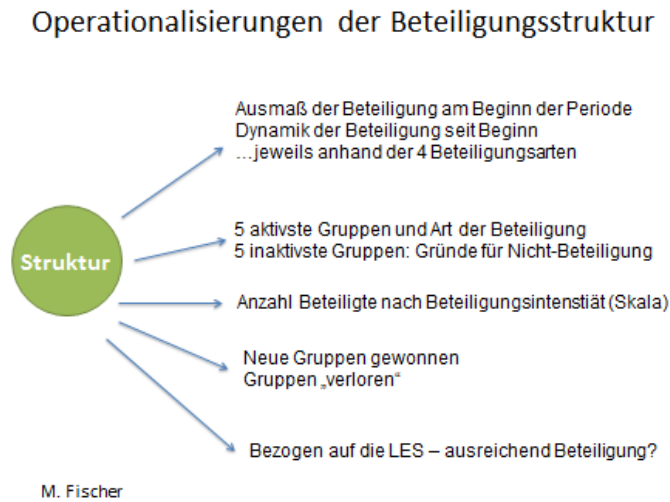 Operationalisierungen der Beteiligungsstruktur
Ausmaß der Beteiligung am Beginn der Periode
Dynamik der Beteiligung seit Beginn
…jeweils anhand der 4 Beteiligungsarten
5 aktivste Gruppen und Art der Beteiligung
5 inaktivste Gruppen: Gründe für Nicht-Beteiligung
Struktur
Anzahl Beteiligte nach Beteiligungsintenstiät (Skala)
Neue Gruppen gewonnen
Gruppen „verloren“
Bezogen auf die LES – ausreichend Beteiligung?
M. Fischer